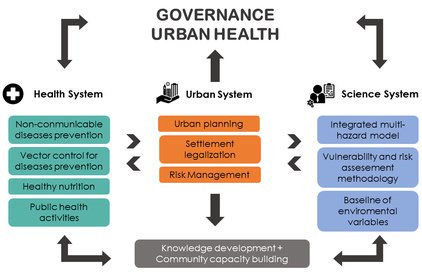 GOVERNANCE
URBAN HEALTH
Health System
Urban System
Science System
Non-conmunicable
diseases prevention
Vector control for
diseases prevention
Healthy nutrition
Public health
activities
Urban planning
Settlement
legalization
Risk Management
Integrated multi-
hazard model
Vulnerability and risk
assesement
methodology
Baseline of
enviromental
variables
Knowledge development +
Community capacity building